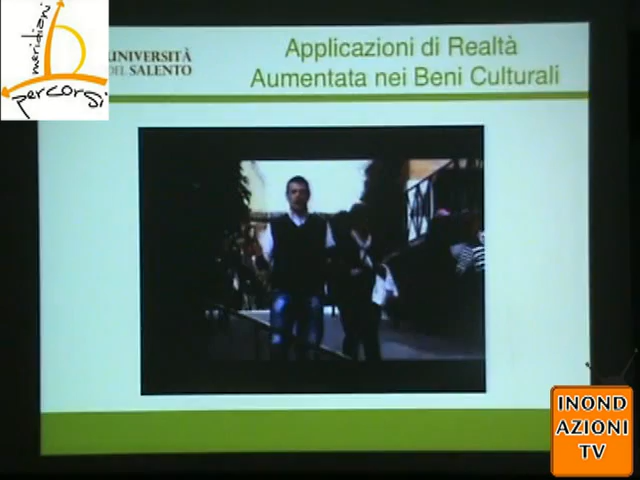 meridiani
percorsi
UNIVERSITÀ
DEL SALENTO
Applicazioni di Realtà
Aumentata nei Beni Culturali
INOND
AZIONI
TV